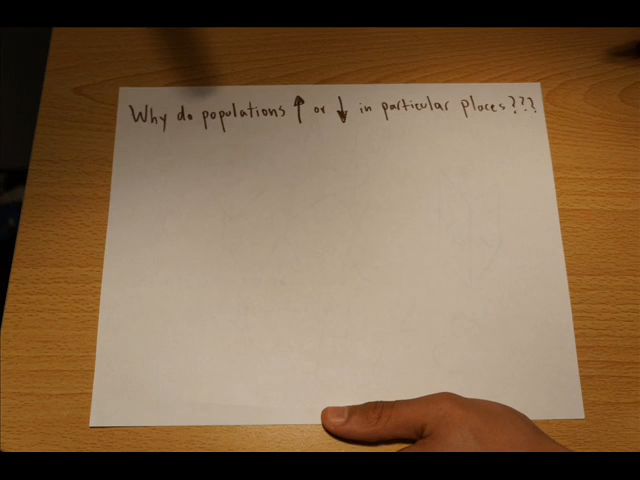 Why do populations ↑ or ↓ in particular places???